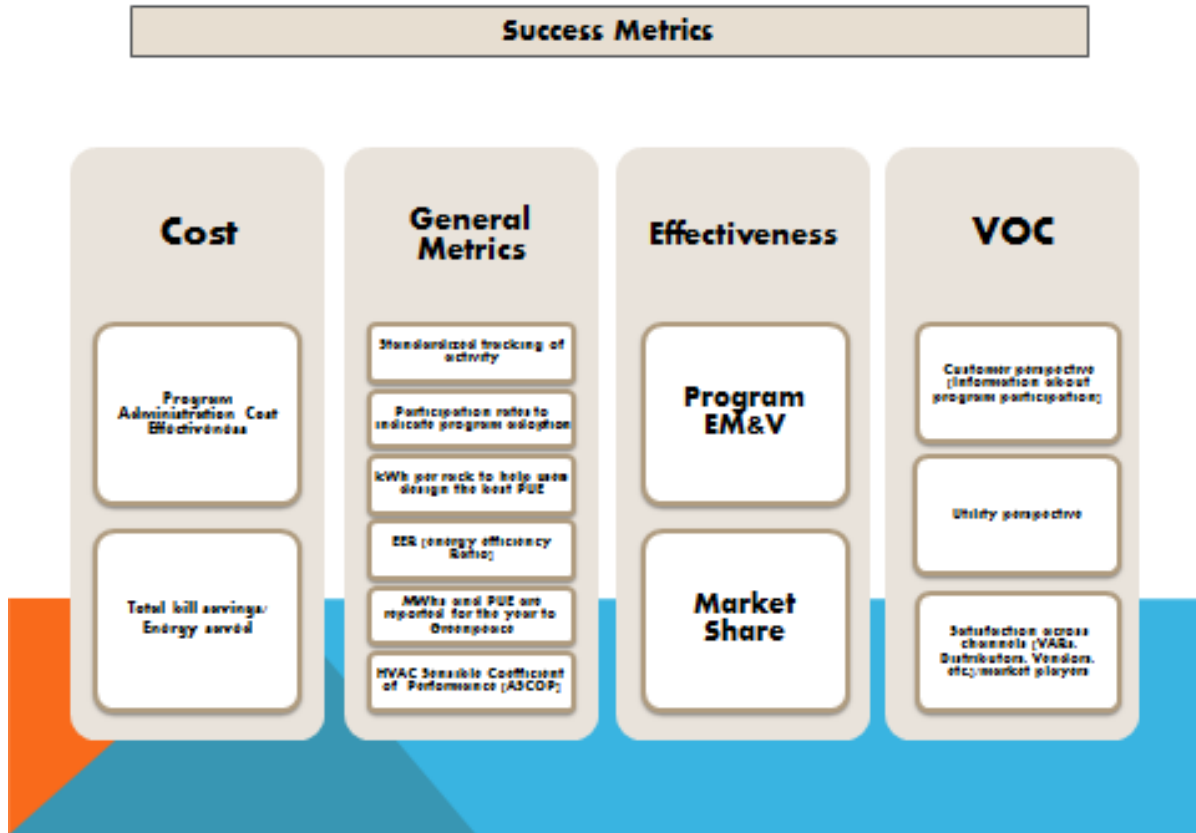 Success Metrics
Cost
Program
Administration Cost
Effectiveness
Total bill savings/
Energy saved
General
Metrics
Standardized tracking of
activity
Participation rates to
indicate program adoption
kWh per rack to help users
design the best PUE
EER (energy efficiency
Ratio)
MWhs and PUE are
reported for the year to
Greenpeace
HVAC Sensible Coefficient
of Performance (ASCOP)
Effectiveness
Program
EM&V
Market
Share
VOC
Customer perspective
(Information about
program participation)
Utility perspective
Satisfaction across
channels (VARs,
Distributors, Vendors,
etc.)/market players